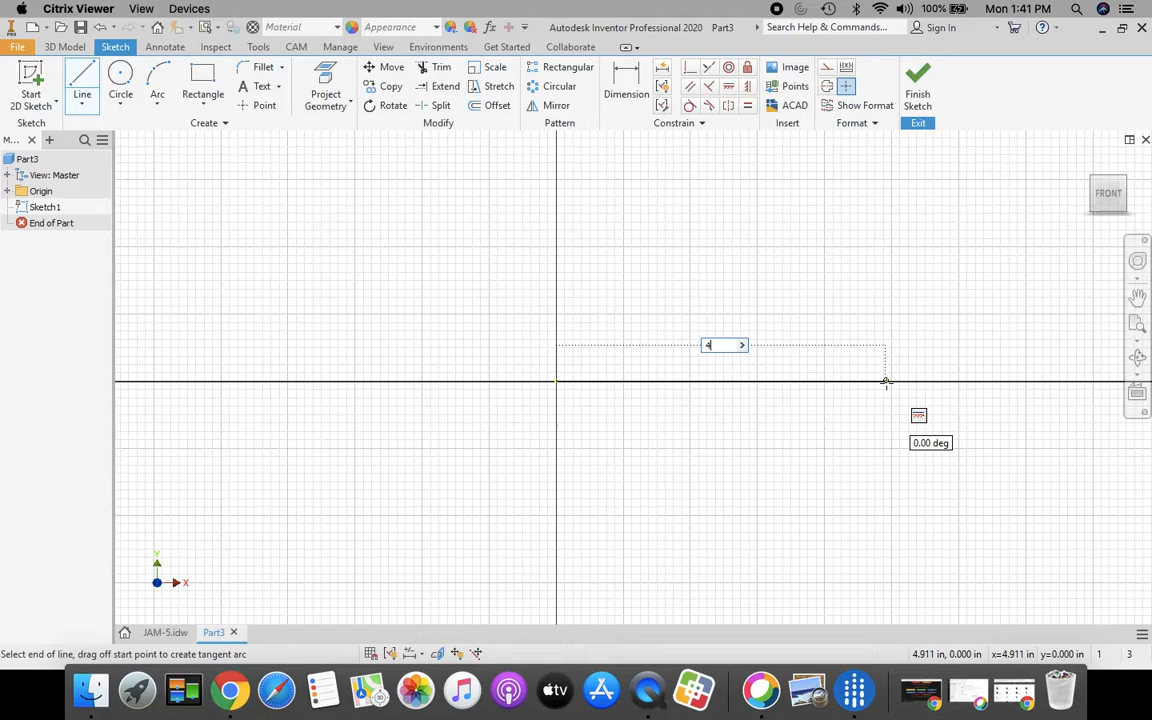 Citrix Viewer View Devices 100% Mon 1:41 PM
PRO Material Appearance fx Autodesk Inventor Professional 2020 Part3 Search Help & Commands... Sign In
File 3D Model Sketch Annotate Inspect Tools CAM Manage View Environments Get Started Collaborate
Start 2D Sketch
Line
Circle
Arc
Rectangle
Fillet
Text
Point
Project Geometry
Move
Copy
Rotate
Trim
Extend
Split
Scale
Stretch
Offset
Rectangular
Circular
Mirror
Dimension
Image
Points
ACAD
Show Format
Finish Sketch
Sketch Create Modify Pattern Constrain Insert Format Exit
M...
Part3
View: Master
Origin
Sketch1
End of Part
FRONT
4
0.00 deg
Y
X
JAM-5.idw Part3
Select end of line, drag off start point to create tangent arc 4.911 in, 0.000 in x=4.911 in y=0.000 in 1 3
tv